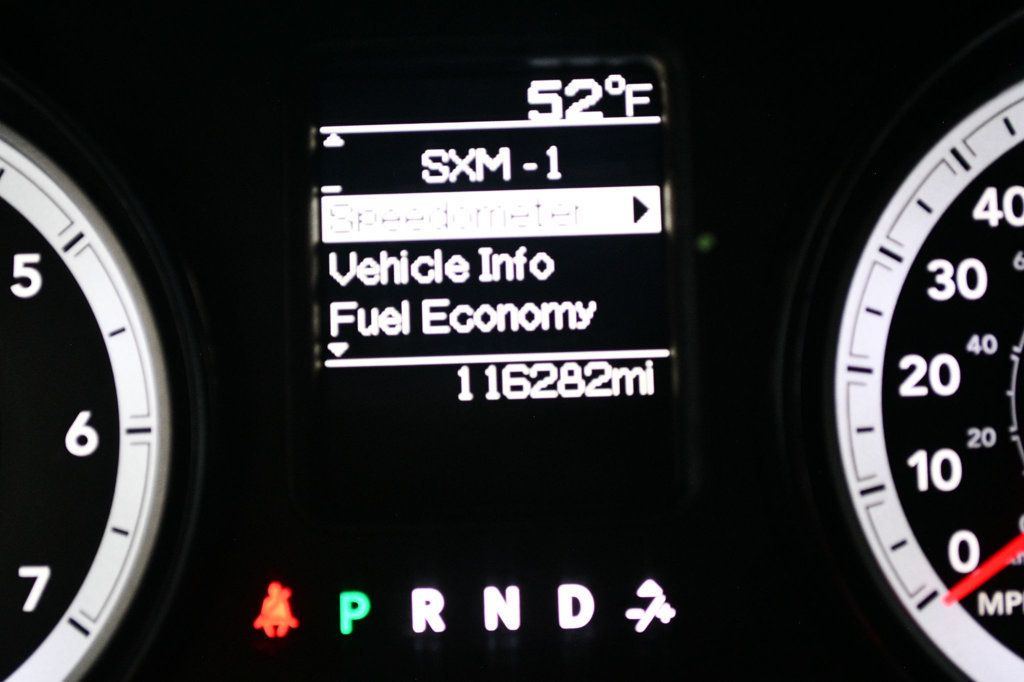 52°F
SXM - 1
Speedometer
Vehicle Info
Fuel Economy
116282mi
5
6
7
40
30
20
10
0
40
20
P R N D